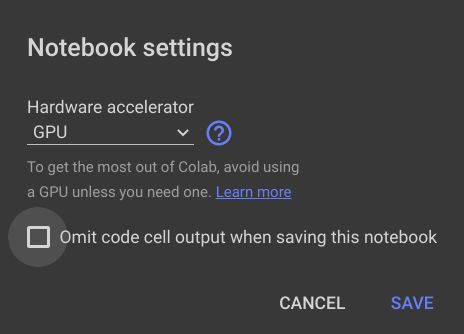 Notebook settings
Hardware accelerator
GPU
?
To get the most out of Colab, avoid using
a GPU unless you need one. Learn more
Omit code cell output when saving this notebook
CANCEL SAVE